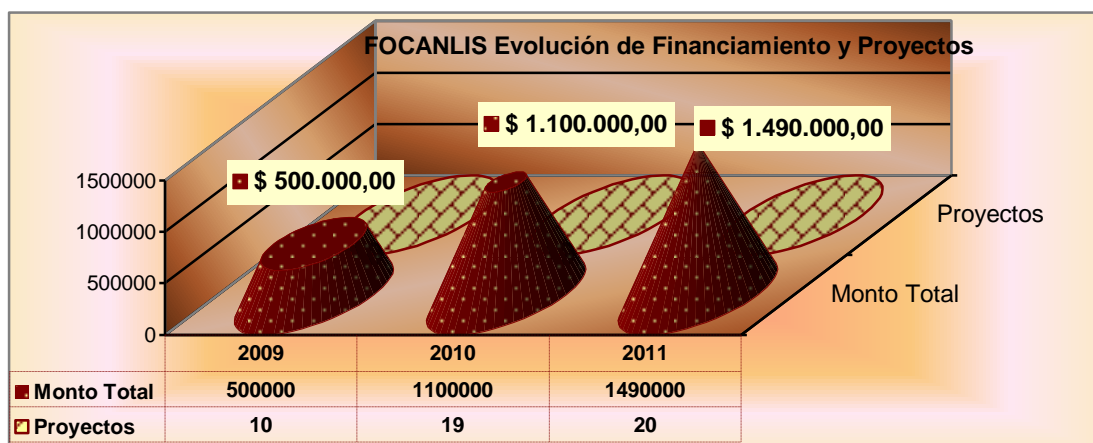 FOCANLIS Evolución de Financiamiento y Proyectos
$ 1.100.000,00
$ 1.490.000,00
$ 500.000,00
1500000
1000000
500000
0
Proyectos
Monto Total
2009 2010 2011
Monto Total 500000 1100000 1490000
Proyectos 10 19 20